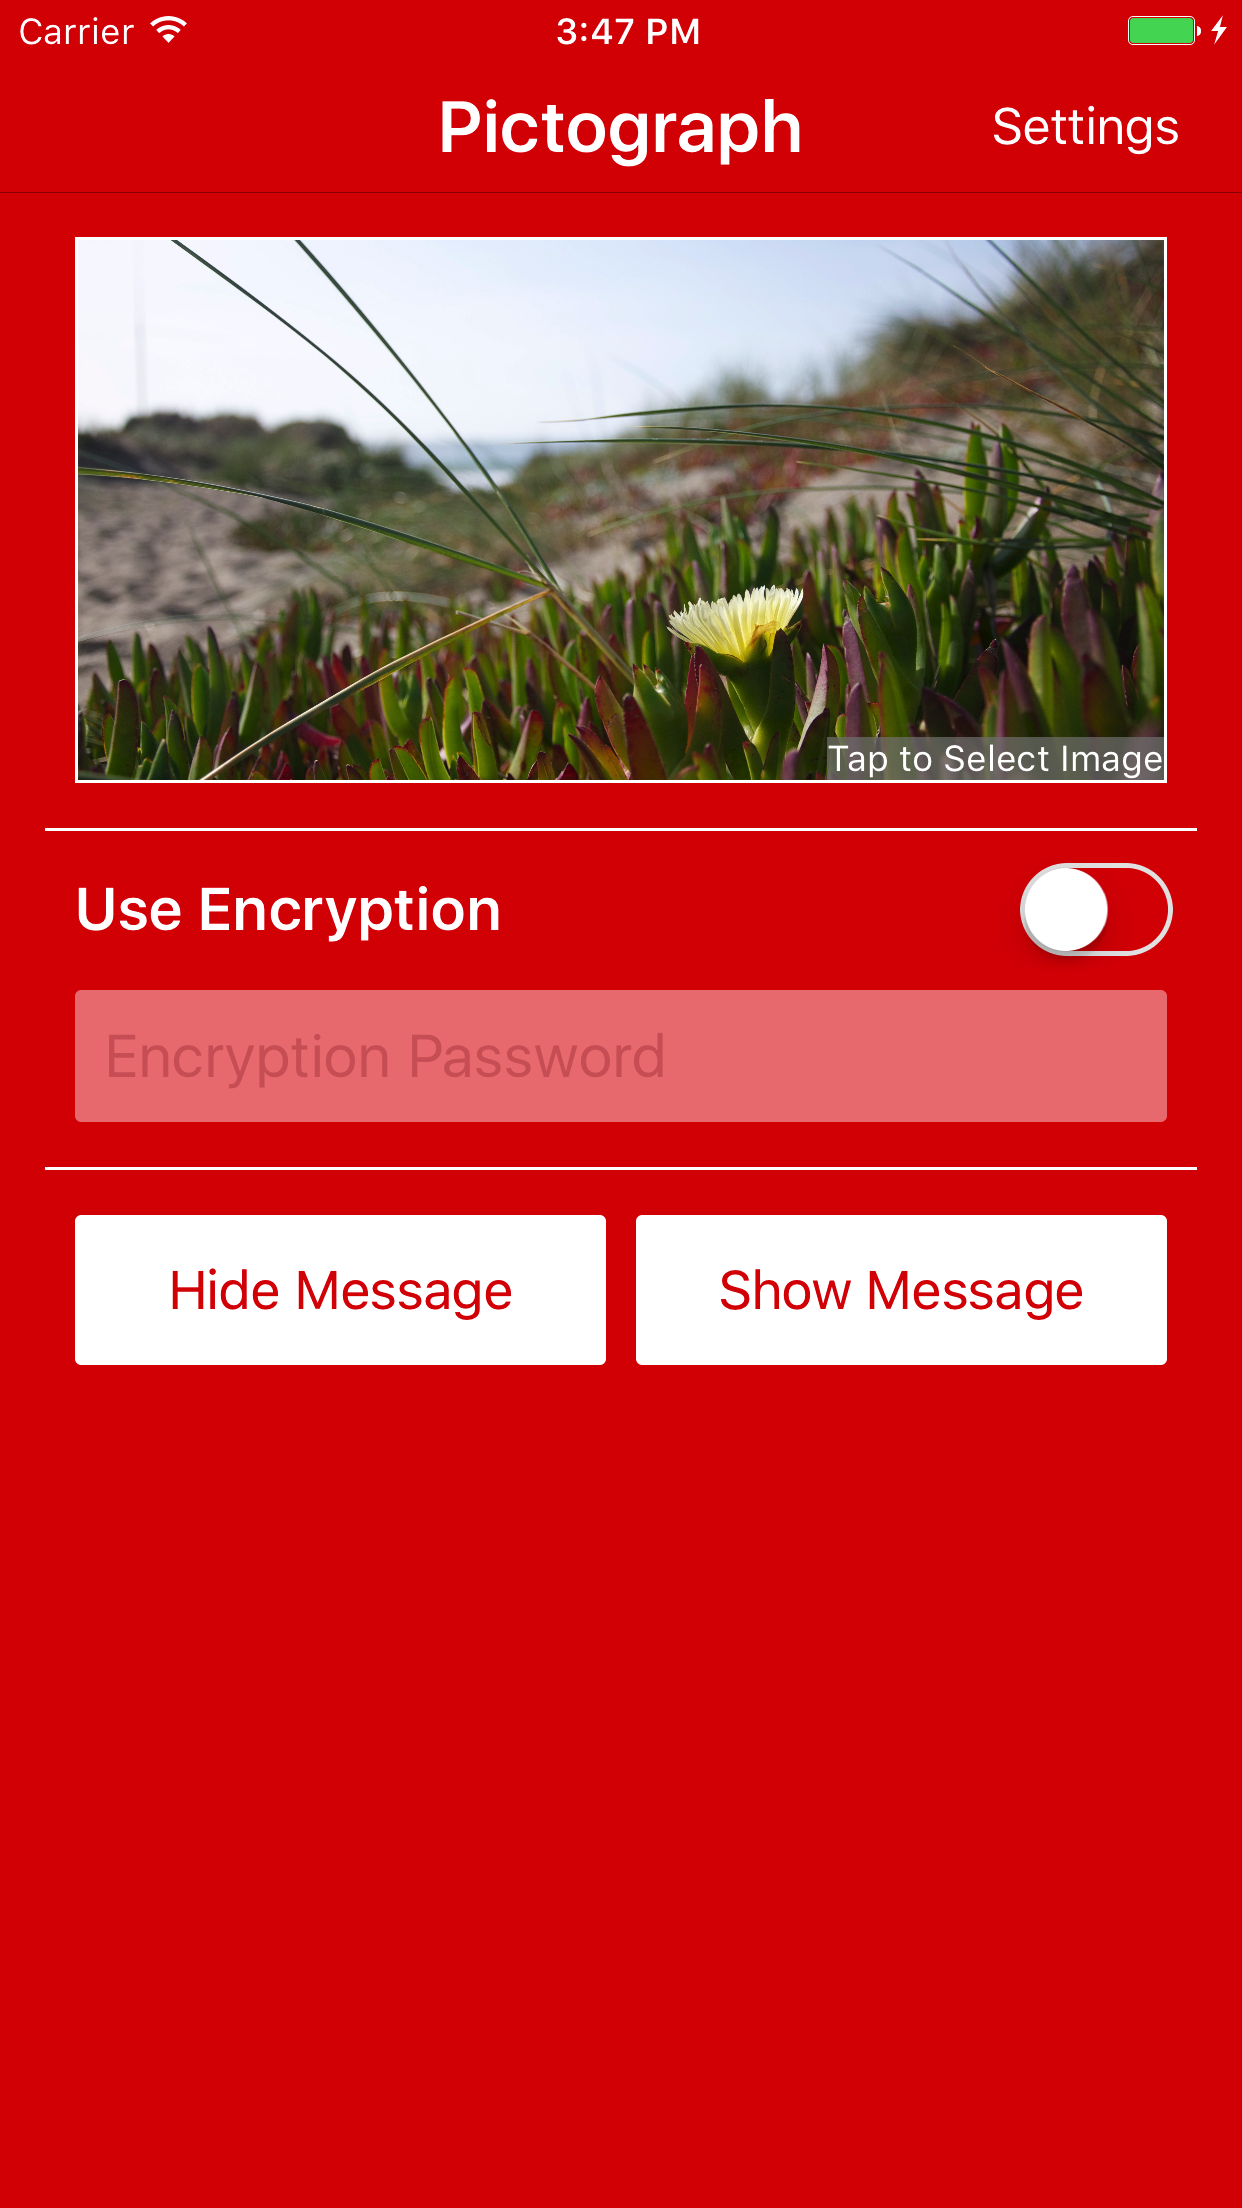 Carrier 3:47 PM
Pictograph Settings
Tap to Select Image
Use Encryption
Encryption Password
Hide Message Show Message